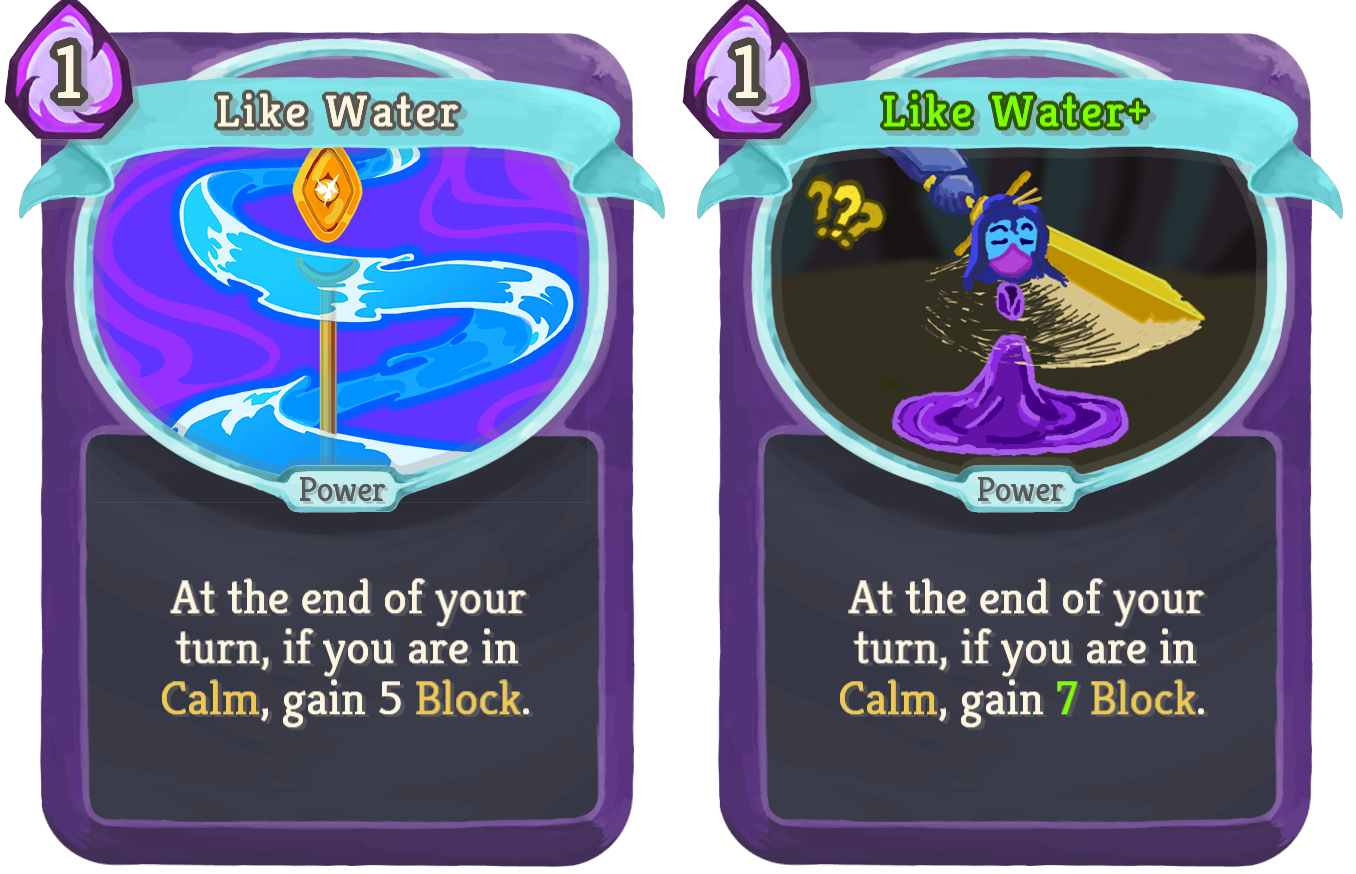 1
Like Water
Power
At the end of your
turn, if you are in
Calm, gain 5 Block.
1
Like Water+
??
?
Power
At the end of your
turn, if you are in
Calm, gain 7 Block.